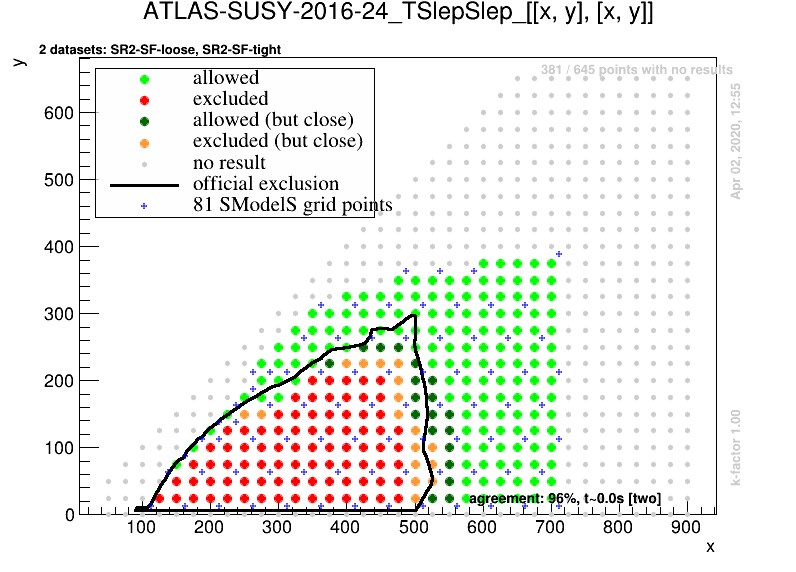 ATLAS-SUSY-2016-24_TSlepSlep_[[x, y], [x, y]]
2 datasets: SR2-SF-loose, SR2-SF-tight
y
381 / 645 points with no results
allowed
excluded
allowed (but close)
excluded (but close)
no result
official exclusion
81 SModelS grid points
Apr 02, 2020, 12:55
k-factor 1.00
600
500
400
300
200
100
0
agreement: 96%, t~0.0s [two]
100 200 300 400 500 600 700 800 900
x